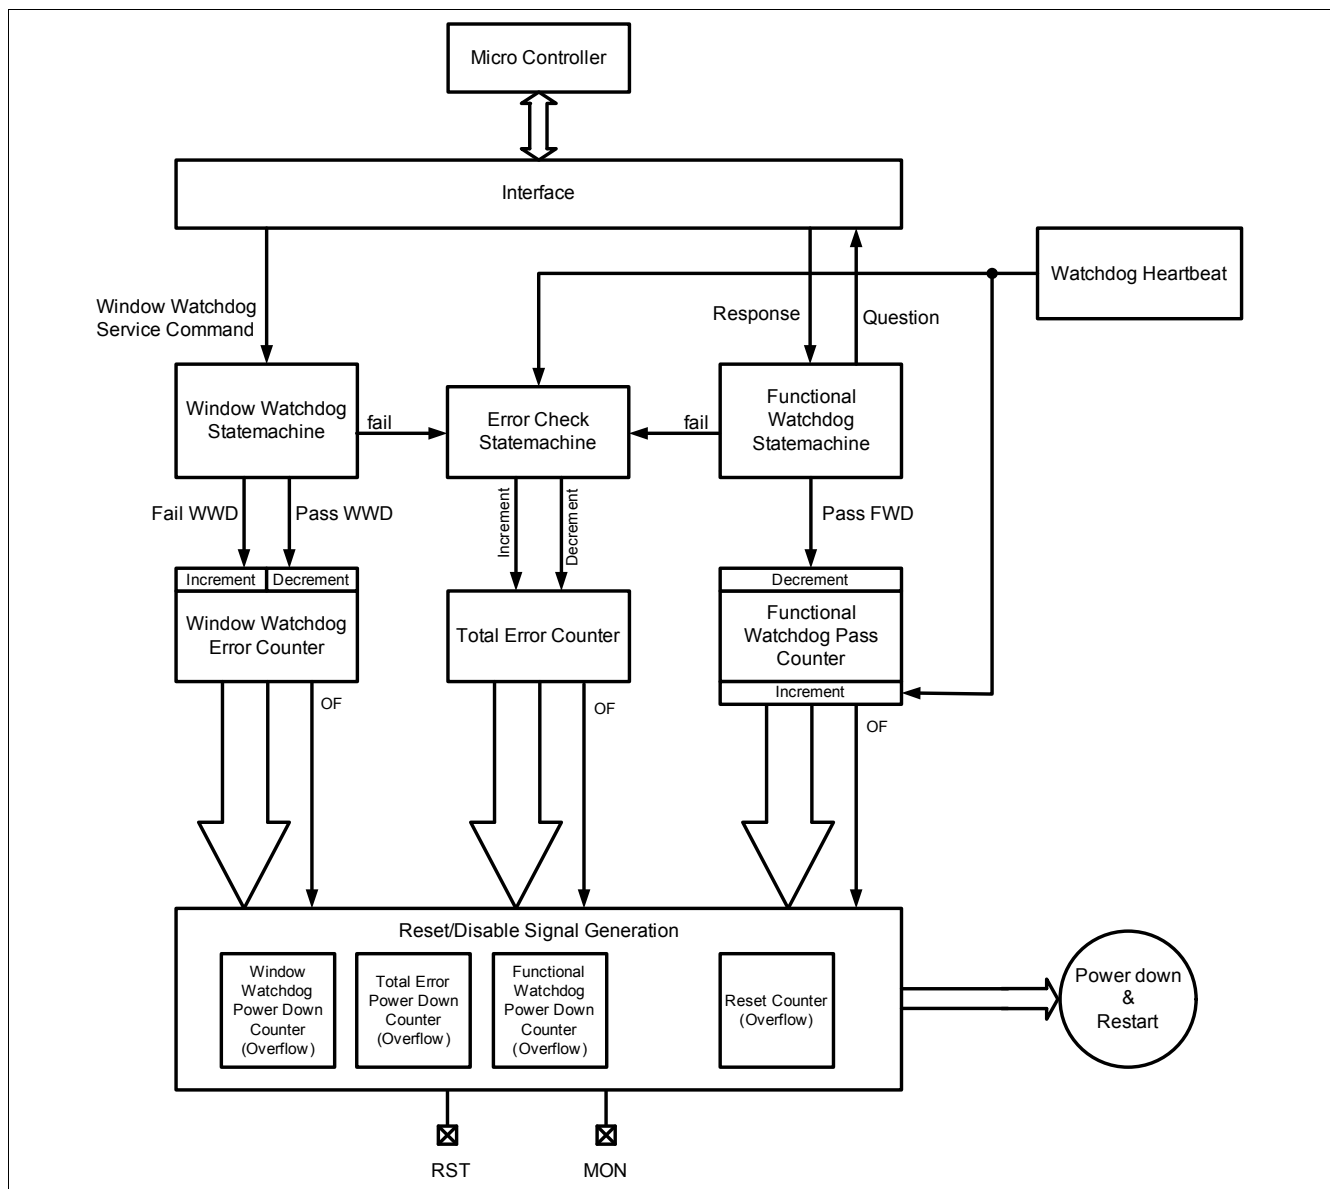 Micro Controller
Interface
Watchdog Heartbeat
Window Watchdog
Service Command
Response
Question
Window Watchdog
Statemachine
fail
Error Check
Statemachine
fail
Functional
Watchdog
Statemachine
Fail WWD
Pass WWD
Increment
Decrement
Pass FWD
Increment
Decrement
Window Watchdog
Error Counter
Total Error Counter
Decrement
Functional
Watchdog Pass
Counter
Increment
OF
OF
OF
Reset/Disable Signal Generation
Window
Watchdog
Power Down
Counter
(Overflow)
Total Error
Power Down
Counter
(Overflow)
Functional
Watchdog
Power Down
Counter
(Overflow)
Reset Counter
(Overflow)
Power down
&
Restart
RST
MON